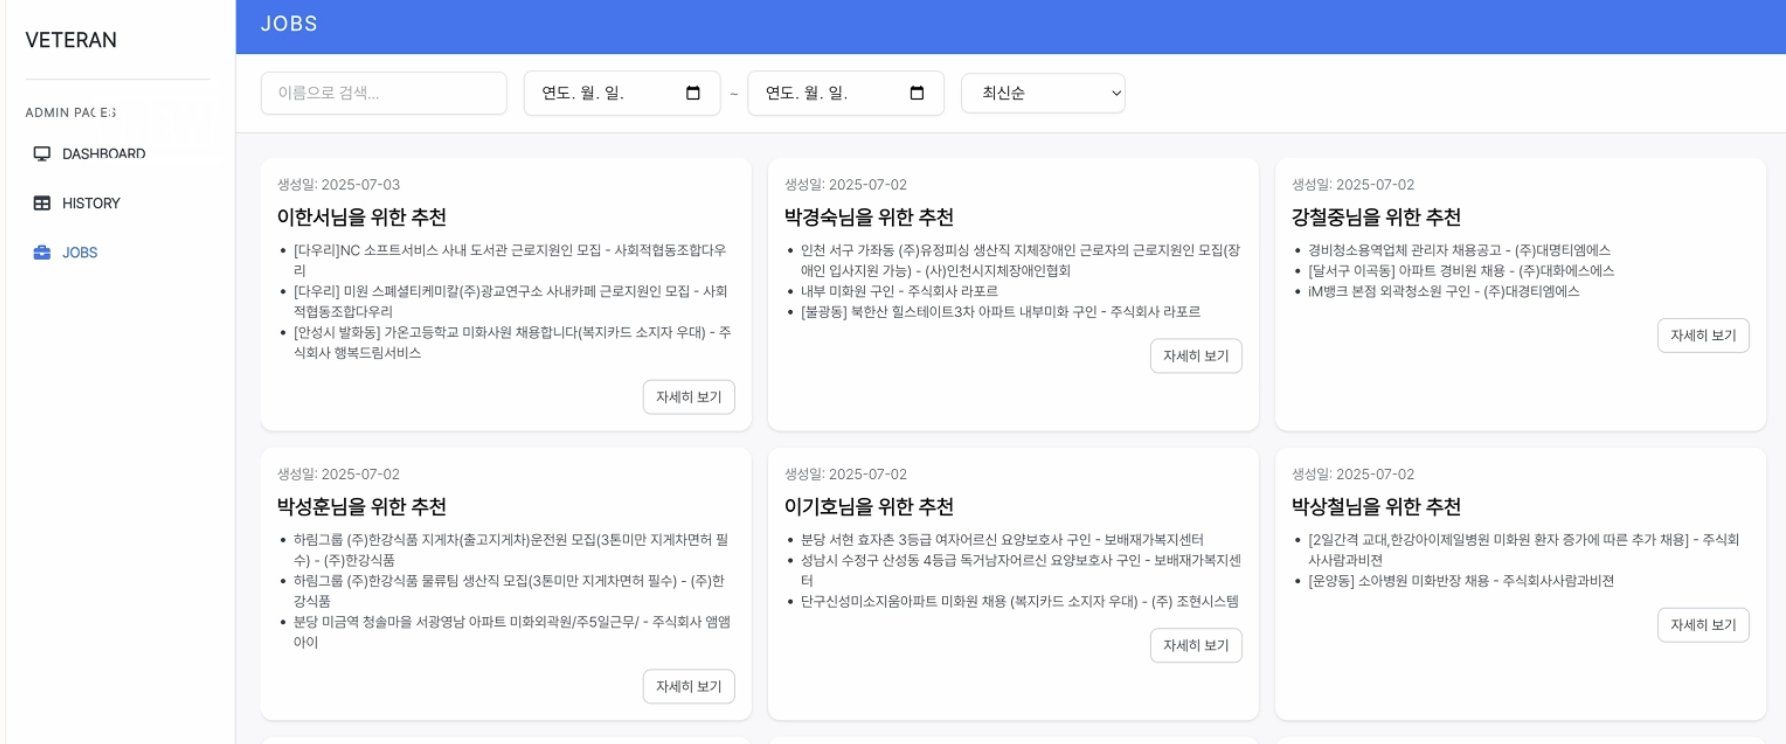 VETERAN
ADMIN PAGES
DASHBOARD
HISTORY
JOBS
JOBS
이름으로 검색...
연도. 월. 일.
~
연도. 월. 일.
최신순
생성일: 2025-07-03
이한서님을 위한 추천
• [다우리]NC 소프트서비스 사내 도서관 근로지원인 모집 - 사회적협동조합다우
리
• [다우리] 미원 스페셜티케미칼(주)광교연구소 사내카페 근로지원인 모집 - 사회
적협동조합다우리
• [안성시 발화동] 가온고등학교 미화사원 채용합니다(복지카드 소지자 우대) - 주
식회사 행복드림서비스
자세히 보기
생성일: 2025-07-02
박경숙님을 위한 추천
• 인천 서구 가좌동 (주)유정피싱 생산직 지체장애인 근로자의 근로지원인 모집(장
애인 입사지원 가능) - (사)인천시지체장애인협회
• 내부 미화원 구인 - 주식회사 라포르
• [불광동] 북한산 힐스테이트3차 아파트 내부미화 구인 - 주식회사 라포르
자세히 보기
생성일: 2025-07-02
강철중님을 위한 추천
• 경비청소용역업체 관리자 채용공고 - (주)대명티엠에스
• [달서구 이곡동] 아파트 경비원 채용 - (주)대화에스에스
• iM뱅크 본점 외곽청소원 구인 - (주)대경티엠에스
자세히 보기
생성일: 2025-07-02
박성훈님을 위한 추천
• 하림그룹 (주)한강식품 지게차(출고지게차)운전원 모집(3톤미만 지게차면허 필
수) - (주)한강식품
• 하림그룹 (주)한강식품 물류팀 생산직 모집(3톤미만 지게차면허 필수) - (주)한
강식품
• 분당 미금역 청솔마을 서광영남 아파트 미화외곽원/주5일근무/ - 주식회사 앰앰
아이
자세히 보기
생성일: 2025-07-02
이기호님을 위한 추천
• 분당 서현 효자촌 3등급 여자어르신 요양보호사 구인 - 보배재가복지센터
• 성남시 수정구 산성동 4등급 독거남자어르신 요양보호사 구인 - 보배재가복지센
터
• 단구신성미소지움아파트 미화원 채용 (복지카드 소지자 우대) - (주) 조현시스템
자세히 보기
생성일: 2025-07-02
박상철님을 위한 추천
• [2일간격 교대,한강아이제일병원 미화원 환자 증가에 따른 추가 채용] - 주식회
사사람과비젼
• [운양동] 소아병원 미화반장 채용 - 주식회사사람과비젼
자세히 보기